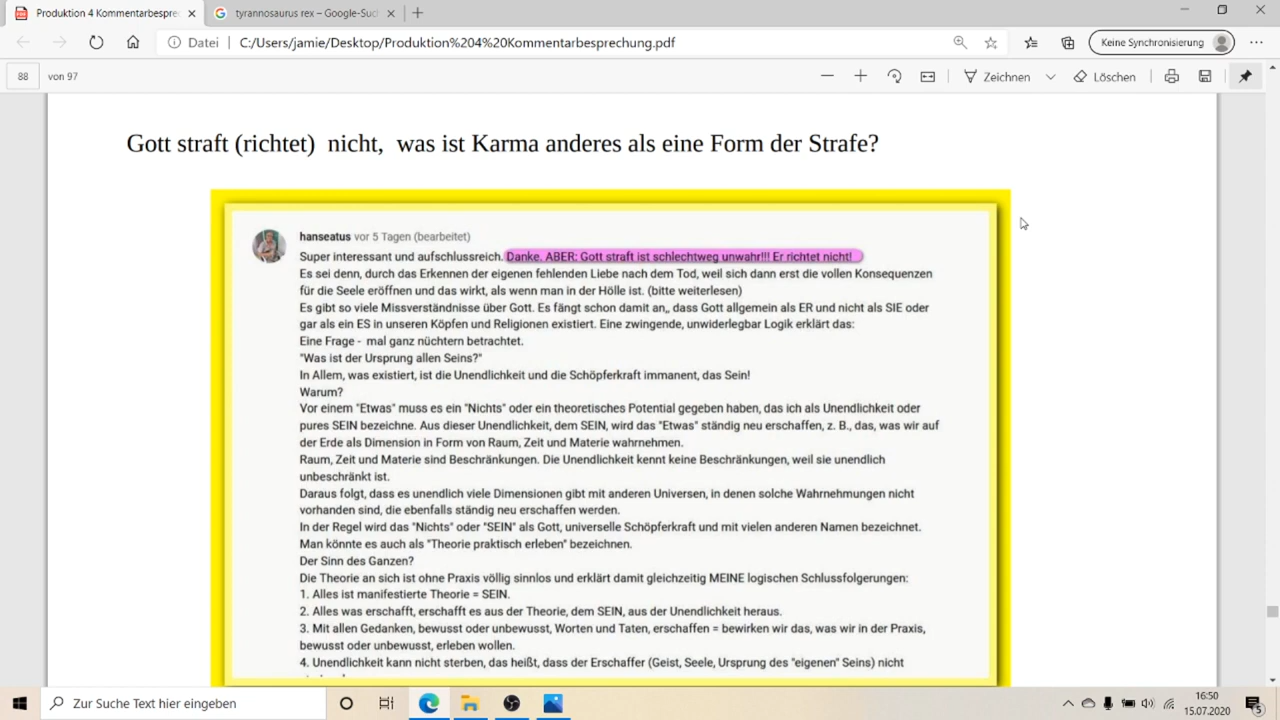 Produktion 4 Kommentarbespre
tyrannosaurus rex – Google-Suc
Datei
C:/Users/jamie/Desktop/Produktion%204%20Kommentarbesprechung.pdf
Keine Synchronisierung
88 von 97
Zeichnen
Löschen
Gott straft (richtet) nicht, was ist Karma anderes als eine Form der Strafe?
hanseatus vor 5 Tagen (bearbeitet)
Super interessant und aufschlussreich. Danke. ABER: Gott straft ist schlechtweg unwahr!!! Er richtet nicht!
Es sei denn, durch das Erkennen der eigenen fehlenden Liebe nach dem Tod, weil sich dann erst die vollen Konsequenzen
für die Seele eröffnen und das wirkt, als wenn man in der Hölle ist. (bitte weiterlesen)
Es gibt so viele Missverständnisse über Gott. Es fängt schon damit an,, dass Gott allgemein als ER und nicht als SIE oder
gar als ein ES in unseren Köpfen und Religionen existiert. Eine zwingende, unwiderlegbar Logik erklärt das:
Eine Frage - mal ganz nüchtern betrachtet.
"Was ist der Ursprung allen Seins?"
In Allem, was existiert, ist die Unendlichkeit und die Schöpferkraft immanent, das Sein!
Warum?
Vor einem "Etwas" muss es ein "Nichts" oder ein theoretisches Potential gegeben haben, das ich als Unendlichkeit oder
pures SEIN bezeichne. Aus dieser Unendlichkeit, dem SEIN, wird das "Etwas" ständig neu erschaffen, z. B., das, was wir auf
der Erde als Dimension in Form von Raum, Zeit und Materie wahrnehmen.
Raum, Zeit und Materie sind Beschränkungen. Die Unendlichkeit kennt keine Beschränkungen, weil sie unendlich
unbeschränkt ist.
Daraus folgt, dass es unendlich viele Dimensionen gibt mit anderen Universen, in denen solche Wahrnehmungen nicht
vorhanden sind, die ebenfalls ständig neu erschaffen werden.
In der Regel wird das "Nichts" oder "SEIN" als Gott, universelle Schöpferkraft und mit vielen anderen Namen bezeichnet.
Man könnte es auch als "Theorie praktisch erleben" bezeichnen.
Der Sinn des Ganzen?
Die Theorie an sich ist ohne Praxis völlig sinnlos und erklärt damit gleichzeitig MEINE logischen Schlussfolgerungen:
1. Alles ist manifestierte Theorie = SEIN.
2. Alles was erschafft, erschafft es aus der Theorie, dem SEIN, aus der Unendlichkeit heraus.
3. Mit allen Gedanken, bewusst oder unbewusst, Worten und Taten, erschaffen = bewirken wir das, was wir in der Praxis,
bewusst oder unbewusst, erleben wollen.
4. Unendlichkeit kann nicht sterben, das heißt, dass der Erschaffer (Geist, Seele, Ursprung des "eigenen" Seins) nicht
Zur Suche Text hier eingeben
16:50
15.07.2020
5